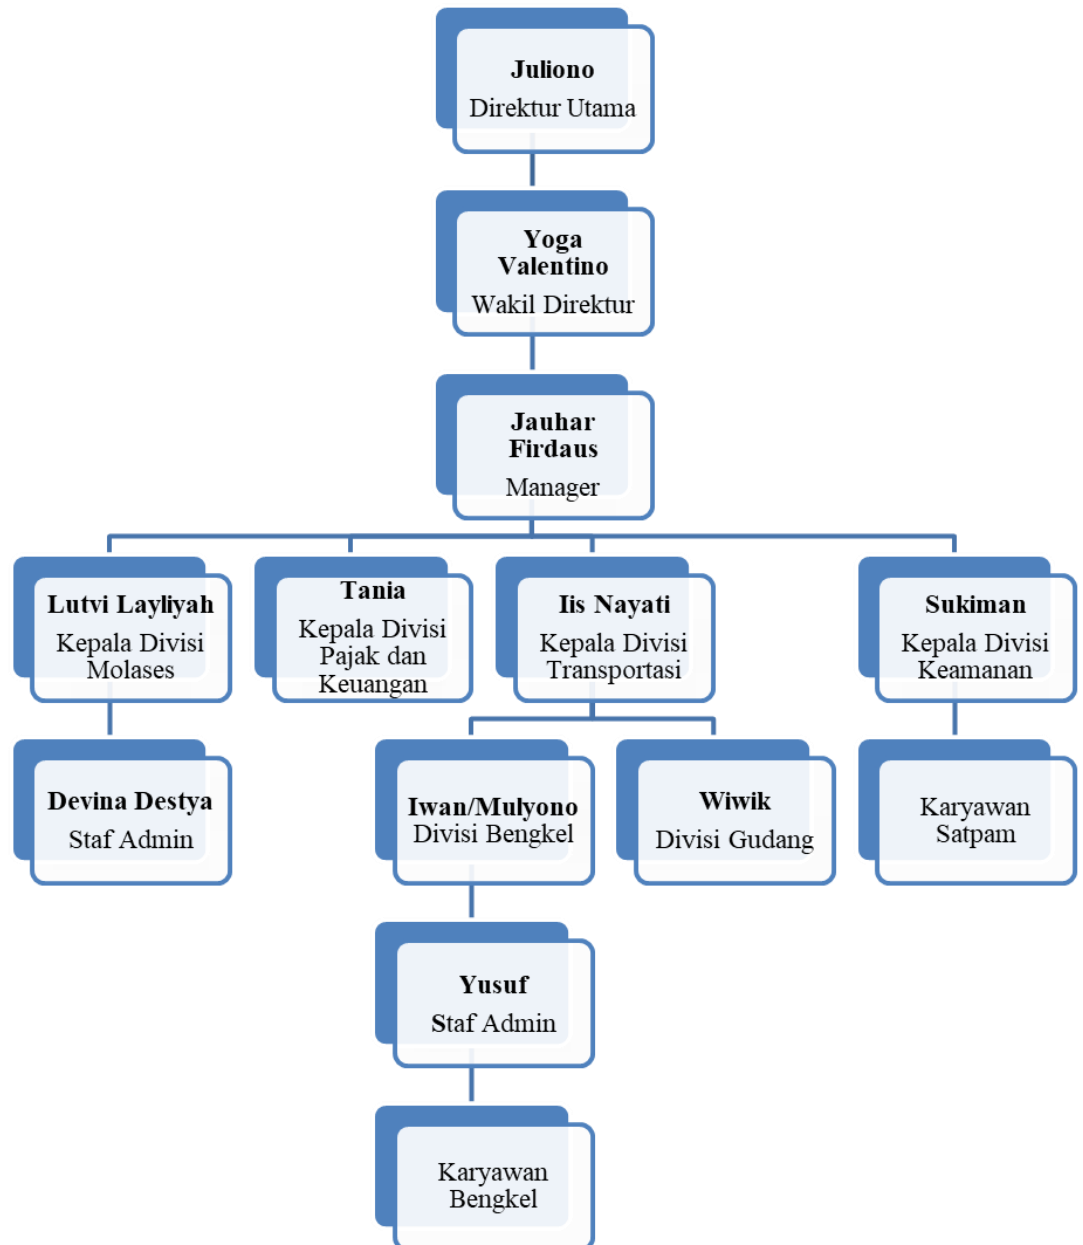 Juliono
Direktur Utama
Yoga
Valentino
Wakil Direktur
Jauhar
Firdaus
Manager
Lutvi Layliyah
Kepala Divisi
Molases
Tania
Kepala Divisi
Pajak dan
Keuangan
Iis Nayati
Kepala Divisi
Transportasi
Sukiman
Kepala Divisi
Keamanan
Devina Destya
Staf Admin
Iwan/Mulyono
Divisi Bengkel
Wiwik
Divisi Gudang
Karyawan
Satpam
Yusuf
Staf Admin
Karyawan
Bengkel